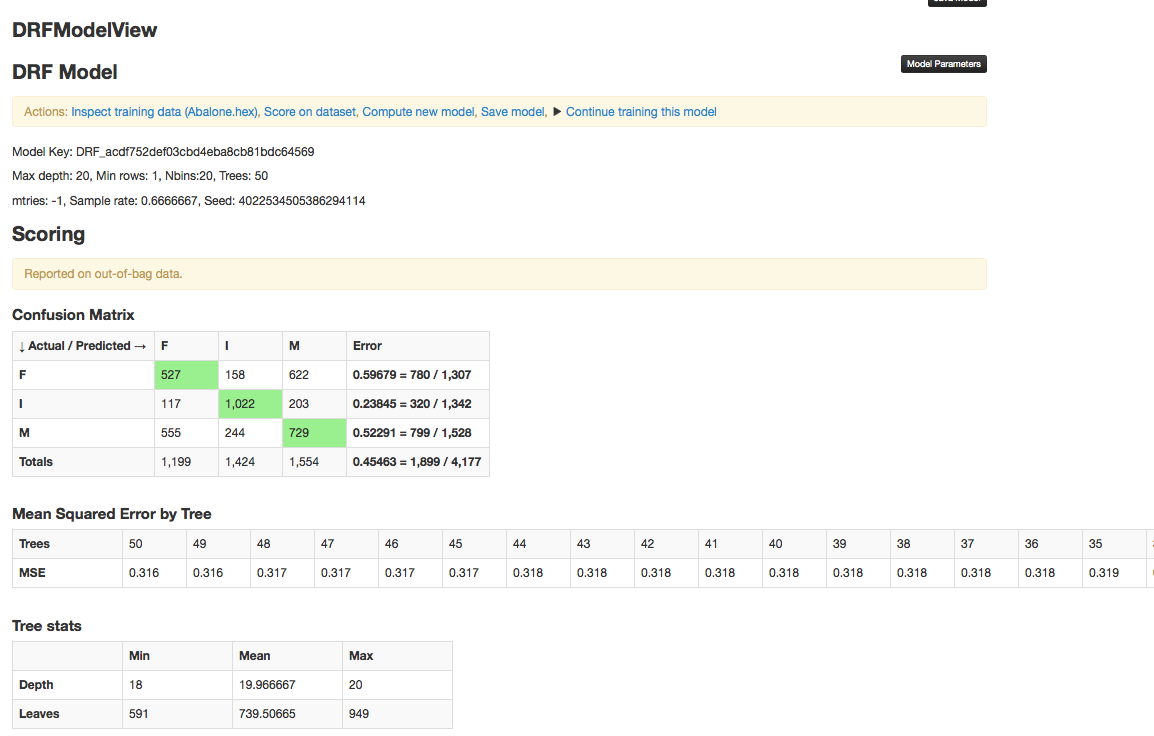 DRFModelView
DRF Model
Model Parameters
Actions: Inspect training data (Abalone.hex), Score on dataset, Compute new model, Save model, ▶ Continue training this model
Model Key: DRF_acdf752def03cbd4eba8cb81bdc64569
Max depth: 20, Min rows: 1, Nbins:20, Trees: 50
mtries: -1, Sample rate: 0.6666667, Seed: 4022534505386294114
Scoring
Reported on out-of-bag data.
Confusion Matrix
↓ Actual / Predicted → F I M Error
F 527 158 622 0.59679 = 780 / 1,307
I 117 1,022 203 0.23845 = 320 / 1,342
M 555 244 729 0.52291 = 799 / 1,528
Totals 1,199 1,424 1,554 0.45463 = 1,899 / 4,177
Mean Squared Error by Tree
Trees 50 49 48 47 46 45 44 43 42 41 40 39 38 37 36 35
MSE 0.316 0.316 0.317 0.317 0.317 0.317 0.318 0.318 0.318 0.318 0.318 0.318 0.318 0.318 0.318 0.319
Tree stats
Min Mean Max
Depth 18 19.966667 20
Leaves 591 739.50665 949